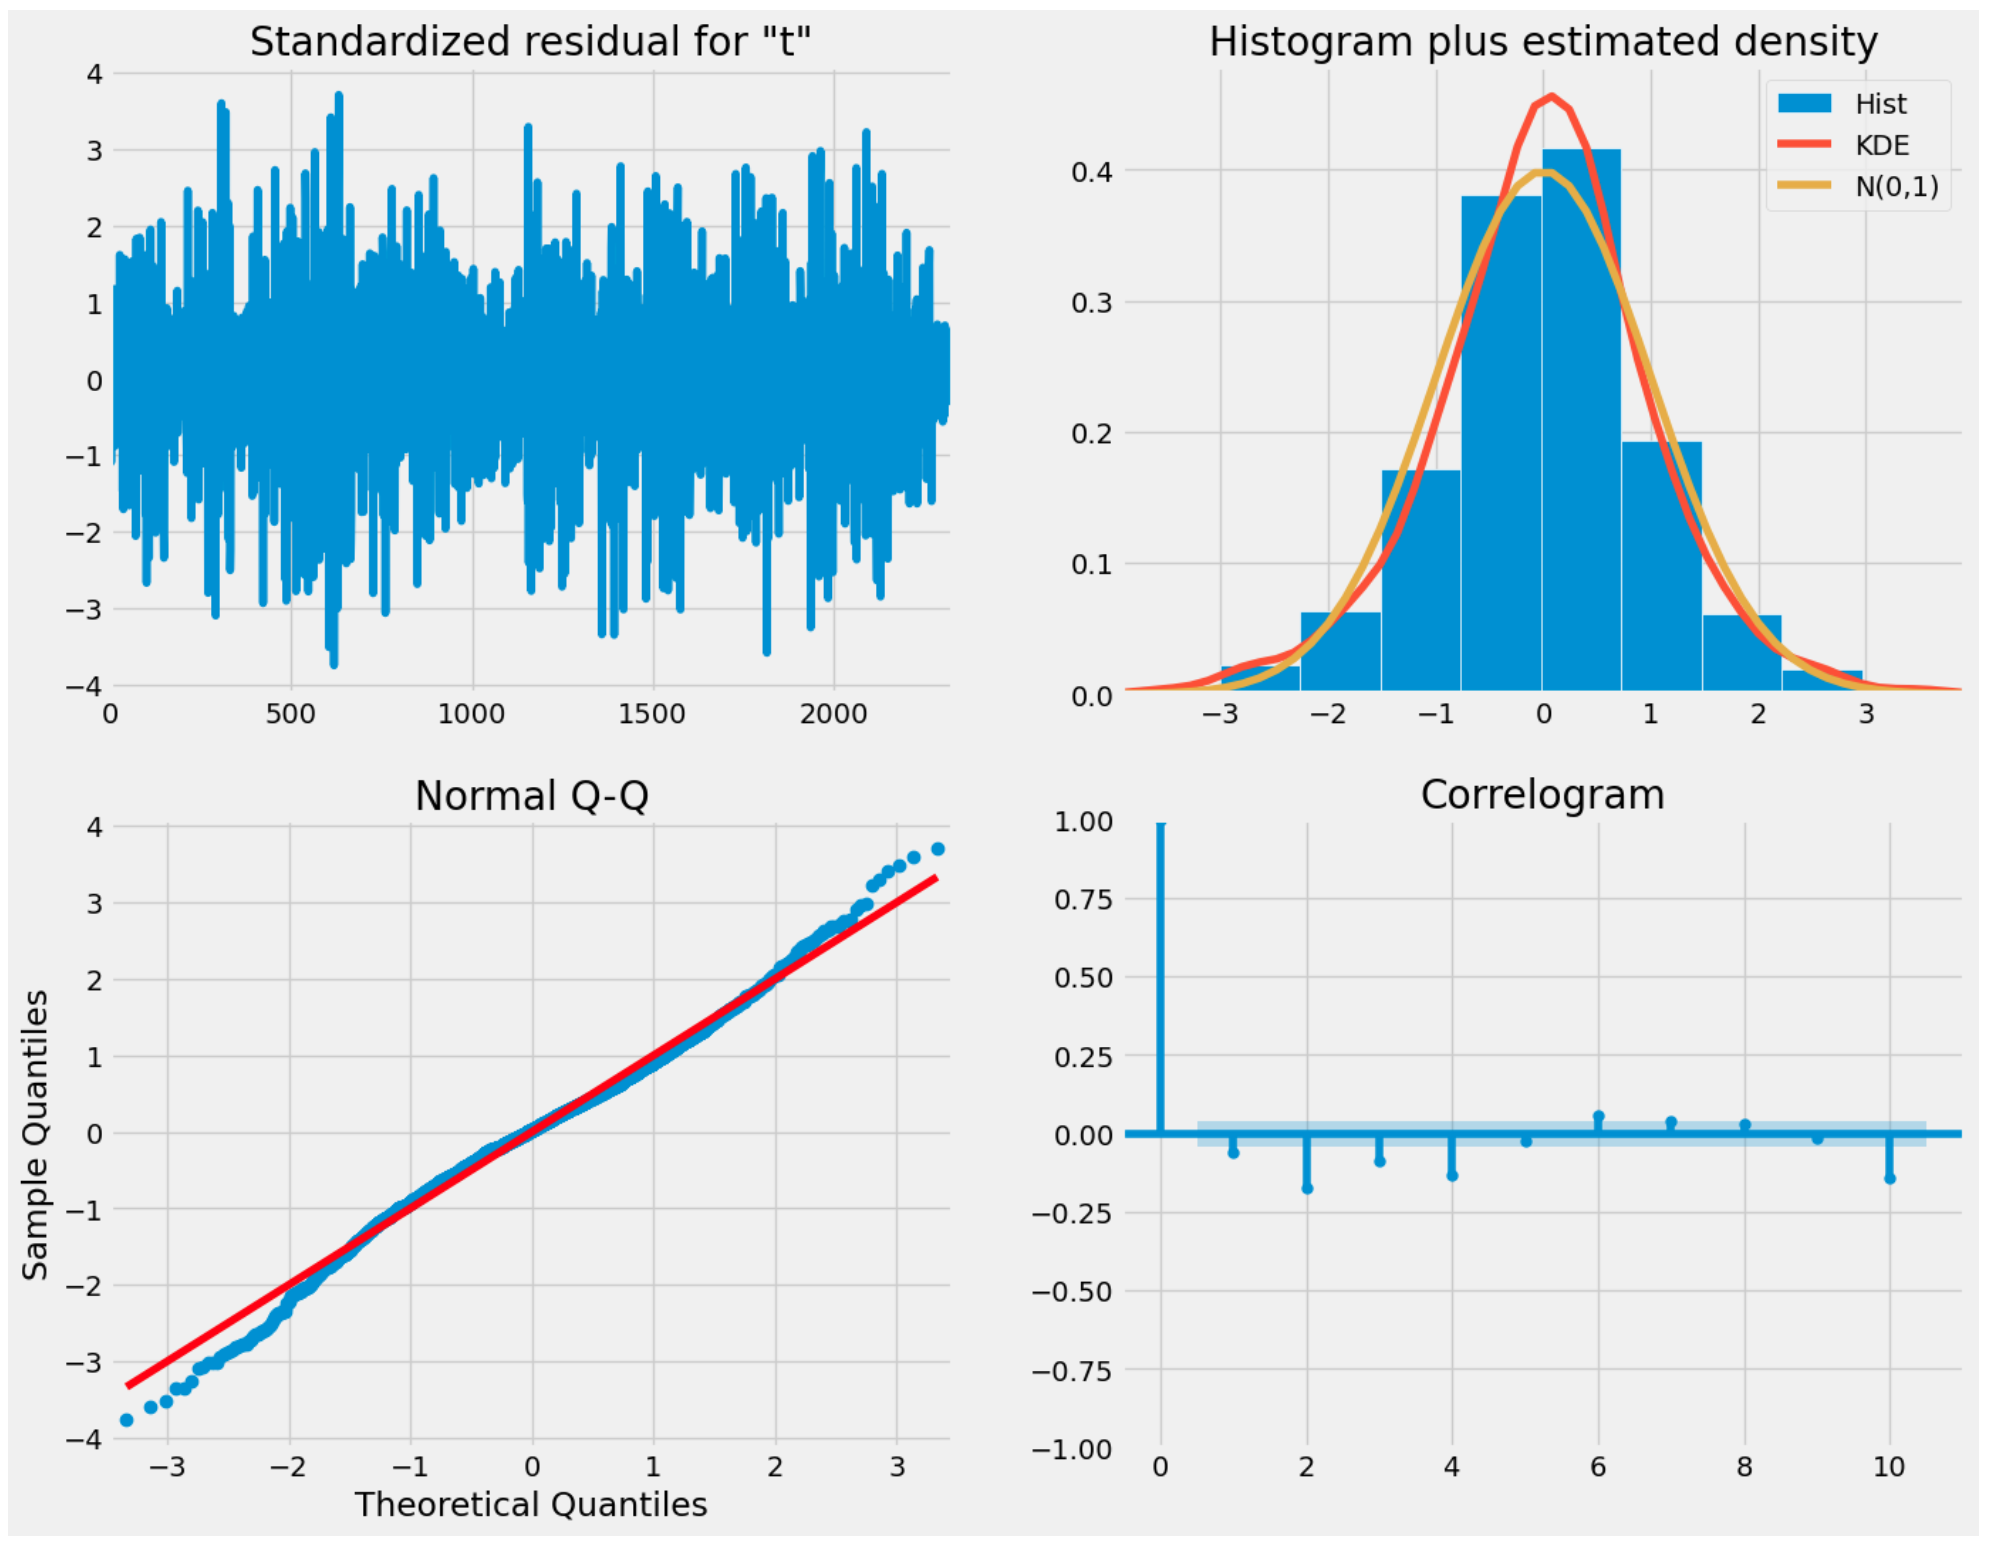 Standardized residual for "t"
4
3
2
1
0
−1
−2
−3
−4
0 500 1000 1500 2000
Histogram plus estimated density
Hist
KDE
N(0,1)
0.4
0.3
0.2
0.1
0.0
−3 −2 −1 0 1 2 3
Normal Q-Q
Sample Quantiles
4
3
2
1
0
−1
−2
−3
−4
−3 −2 −1 0 1 2 3
Theoretical Quantiles
Correlogram
1.00
0.75
0.50
0.25
0.00
−0.25
−0.50
−0.75
−1.00
0 2 4 6 8 10